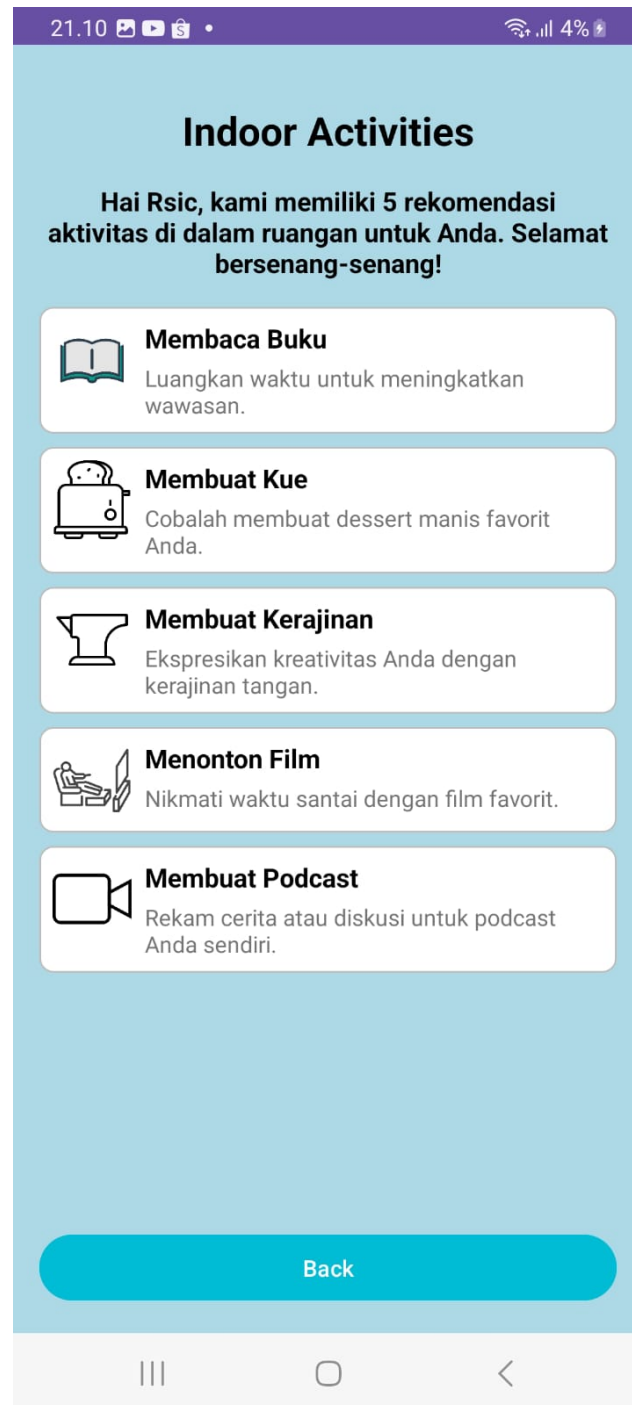 21.10 4%
Indoor Activities
Hai Rsic, kami memiliki 5 rekomendasi
aktivitas di dalam ruangan untuk Anda. Selamat
bersenang-senang!
Membaca Buku
Luangkan waktu untuk meningkatkan
wawasan.
Membuat Kue
Cobalah membuat dessert manis favorit
Anda.
Membuat Kerajinan
Ekspresikan kreativitas Anda dengan
kerajinan tangan.
Menonton Film
Nikmati waktu santai dengan film favorit.
Membuat Podcast
Rekam cerita atau diskusi untuk podcast
Anda sendiri.
Back